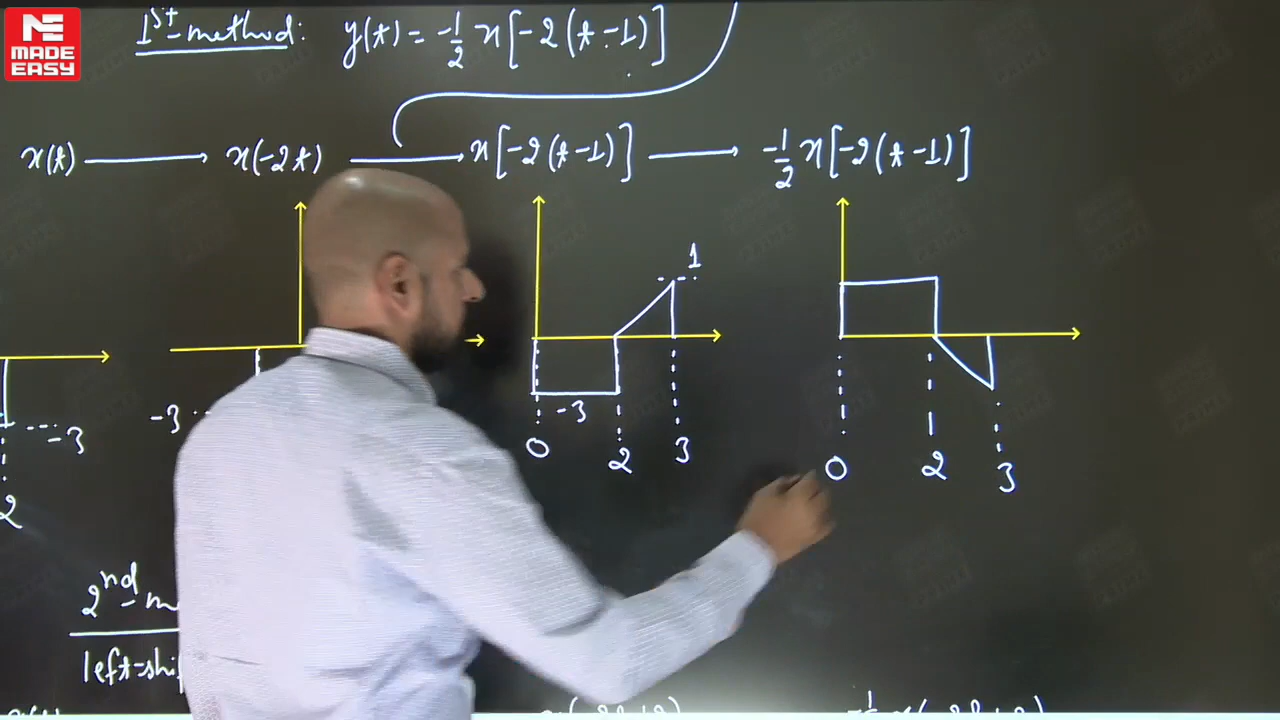 MADE
EASY
1st-method: y(t) = -1/2 x[-2(t-1)]
x(t) → x(-2t) → x[-2(t-1)] → -1/2 x[-2(t-1)]
1
-3
-3
-3
0 2 3
0 2 3
2
2nd-m
left-shi